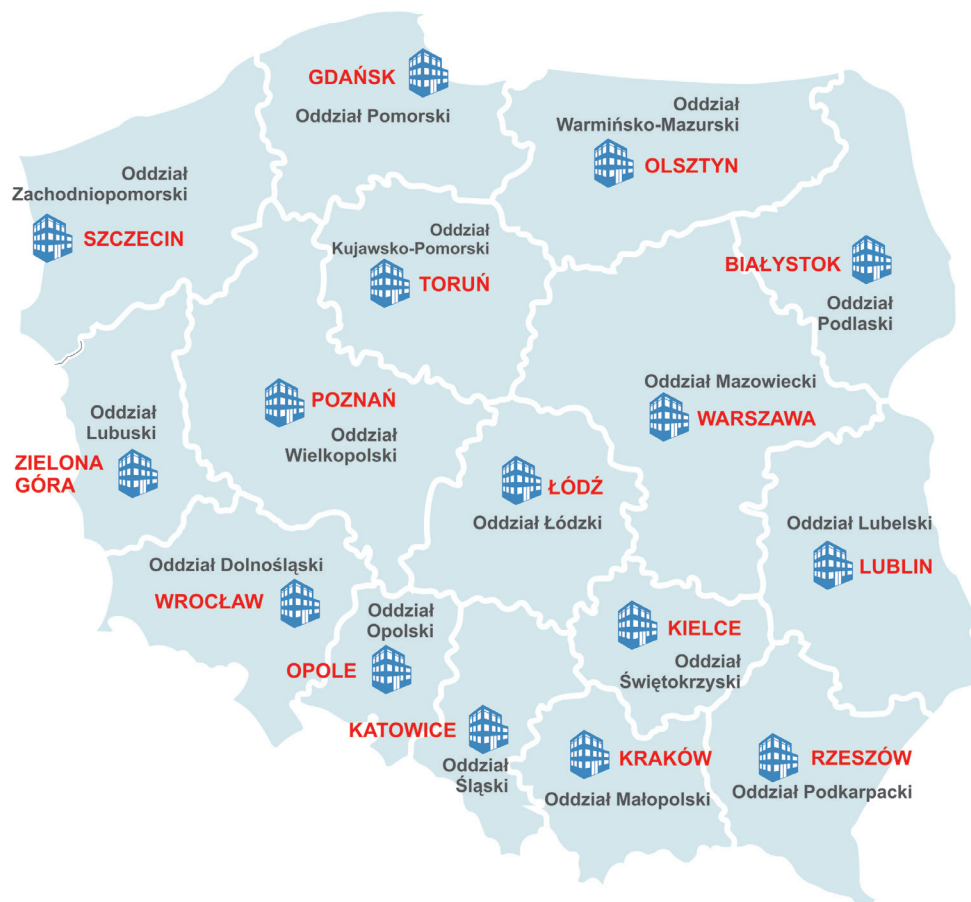 GDAŃSK
Oddział Pomorski
Oddział
Warmińsko-Mazurski
OLSZTYN
Oddział
Zachodniopomorski
SZCZECIN
Oddział
Kujawsko-Pomorski
TORUŃ
BIAŁYSTOK
Oddział
Podlaski
Oddział Mazowiecki
WARSZAWA
POZNAŃ
Oddział
Wielkopolski
Oddział
Lubuski
ZIELONA
GÓRA
ŁÓDŹ
Oddział Łódzki
Oddział Lubelski
LUBLIN
Oddział Dolnośląski
WROCŁAW
Oddział
Opolski
OPOLE
KIELCE
Oddział
Świętokrzyski
KATOWICE
Oddział
Śląski
KRAKÓW
Oddział Małopolski
RZESZÓW
Oddział Podkarpacki